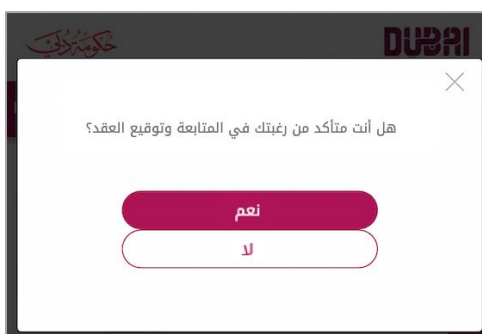 حكومة دبي
DUBAI
هل أنت متأكد من رغبتك في المتابعة وتوقيع العقد؟
نعم
لا